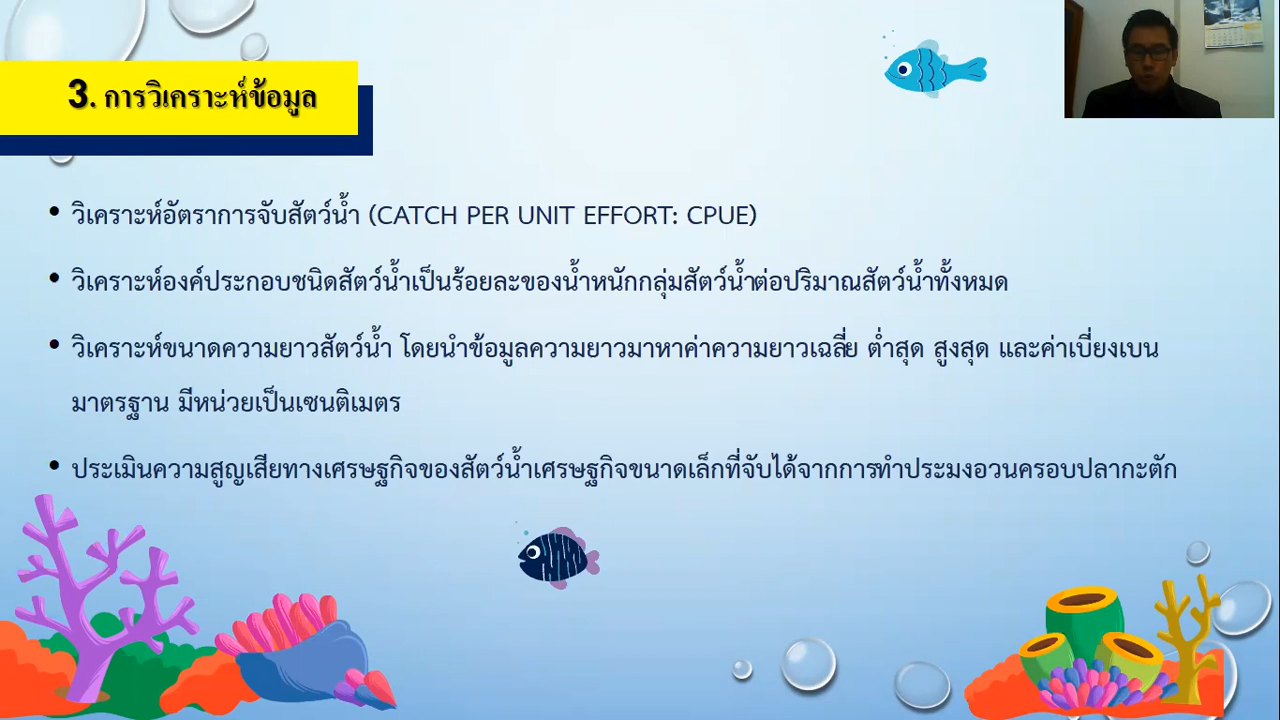 3. การวิเคราะห์ข้อมูล
• วิเคราะห์อัตราการจับสัตว์น้ำ (CATCH PER UNIT EFFORT: CPUE)
• วิเคราะห์องค์ประกอบชนิดสัตว์น้ำเป็นร้อยละของน้ำหนักกลุ่มสัตว์น้ำต่อปริมาณสัตว์น้ำทั้งหมด
• วิเคราะห์ขนาดความยาวสัตว์น้ำ โดยนำข้อมูลความยาวมาหาค่าความยาวเฉลี่ย ต่ำสุด สูงสุด และค่าเบี่ยงเบน
มาตรฐาน มีหน่วยเป็นเซนติเมตร
• ประเมินความสูญเสียทางเศรษฐกิจของสัตว์น้ำเศรษฐกิจขนาดเล็กที่จับได้จากการทำประมงอวนครอบปลากะตัก